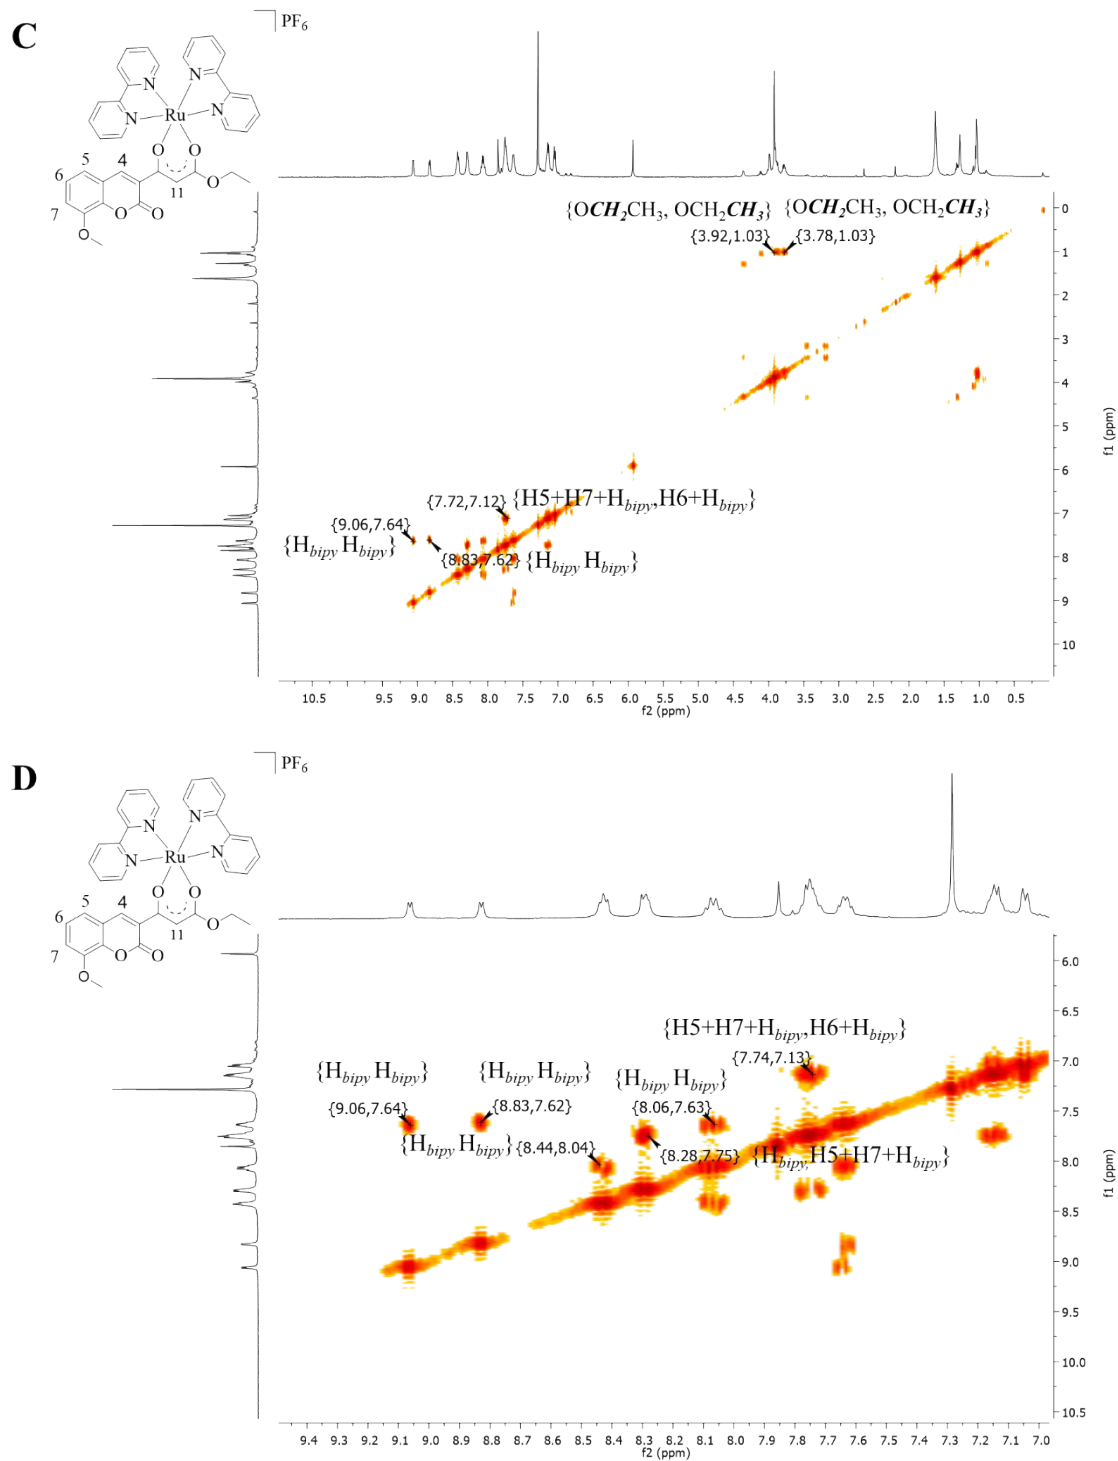 C
PF6
N
N
N
N
Ru
O
O
5
4
6
11
O
7
O
O
O
{OCH2CH3, OCH2CH3} {OCH2CH3, OCH2CH3}
{3.92,1.03} {3.78,1.03}
{7.72,7.12} {H5+H7+Hbipy,H6+Hbipy}
{9.06,7.64}
{Hbipy Hbipy}
{8.83,7.62} {Hbipy Hbipy}
0
1
2
3
4
5
6
7
8
9
10
f1 (ppm)
10.5 9.5 9.0 8.5 8.0 7.5 7.0 6.5 6.0 5.5 5.0 4.5 4.0 3.5 3.0 2.5 2.0 1.5 1.0 0.5
f2 (ppm)
D
PF6
N
N
N
N
Ru
O
O
5
4
6
11
O
7
O
O
O
{H5+H7+Hbipy,H6+Hbipy}
{7.74,7.13}
{Hbipy Hbipy} {Hbipy Hbipy} {Hbipy Hbipy}
{9.06,7.64} {8.83,7.62} {8.06,7.63}
{Hbipy Hbipy} {8.44,8.04} {8.28,7.75} {Hbipy,H5+H7+Hbipy}
6.0
6.5
7.0
7.5
8.0
8.5
9.0
9.5
10.0
10.5
f1 (ppm)
9.4 9.3 9.2 9.1 9.0 8.9 8.8 8.7 8.6 8.5 8.4 8.3 8.2 8.1 8.0 7.9 7.8 7.7 7.6 7.5 7.4 7.3 7.2 7.1 7.0
f2 (ppm)